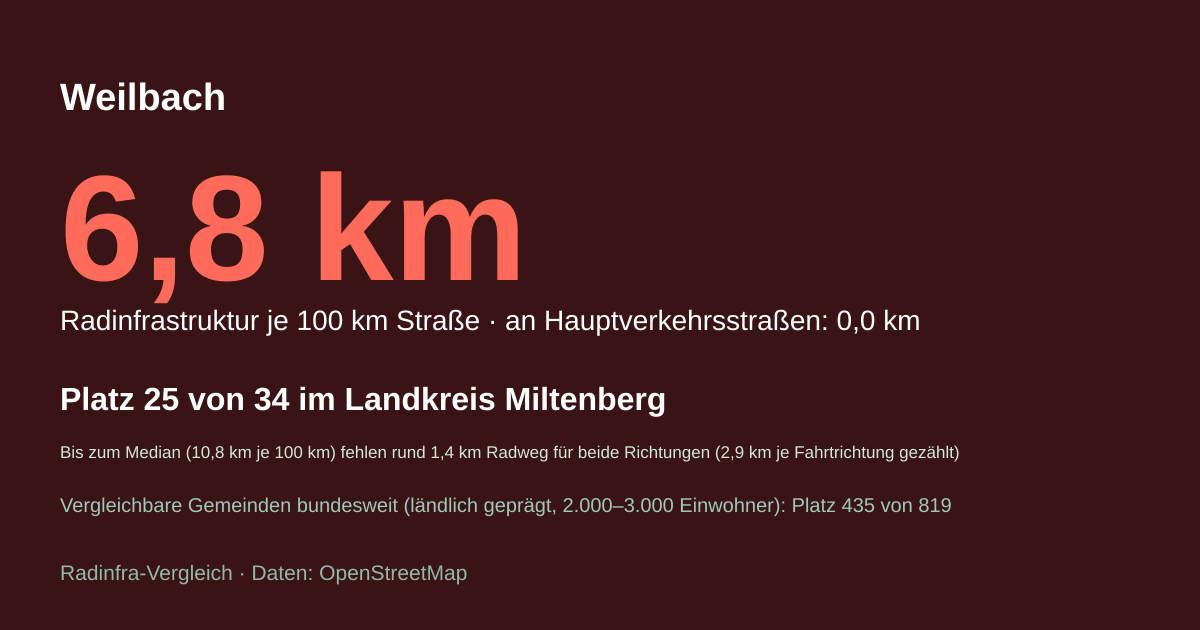 Weilbach
6,8 km
Radinfrastruktur je 100 km Straße · an Hauptverkehrsstraßen: 0,0 km
Platz 25 von 34 im Landkreis Miltenberg
Bis zum Median (10,8 km je 100 km) fehlen rund 1,4 km Radweg für beide Richtungen (2,9 km je Fahrtrichtung gezählt)
Vergleichbare Gemeinden bundesweit (ländlich geprägt, 2.000–3.000 Einwohner): Platz 435 von 819
Radinfra-Vergleich · Daten: OpenStreetMap